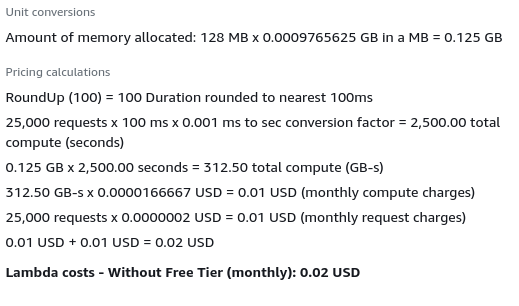 Unit conversions
Amount of memory allocated: 128 MB x 0.0009765625 GB in a MB = 0.125 GB
Pricing calculations
RoundUp (100) = 100 Duration rounded to nearest 100ms
25,000 requests x 100 ms x 0.001 ms to sec conversion factor = 2,500.00 total
compute (seconds)
0.125 GB x 2,500.00 seconds = 312.50 total compute (GB-s)
312.50 GB-s x 0.0000166667 USD = 0.01 USD (monthly compute charges)
25,000 requests x 0.0000002 USD = 0.01 USD (monthly request charges)
0.01 USD + 0.01 USD = 0.02 USD
Lambda costs - Without Free Tier (monthly): 0.02 USD